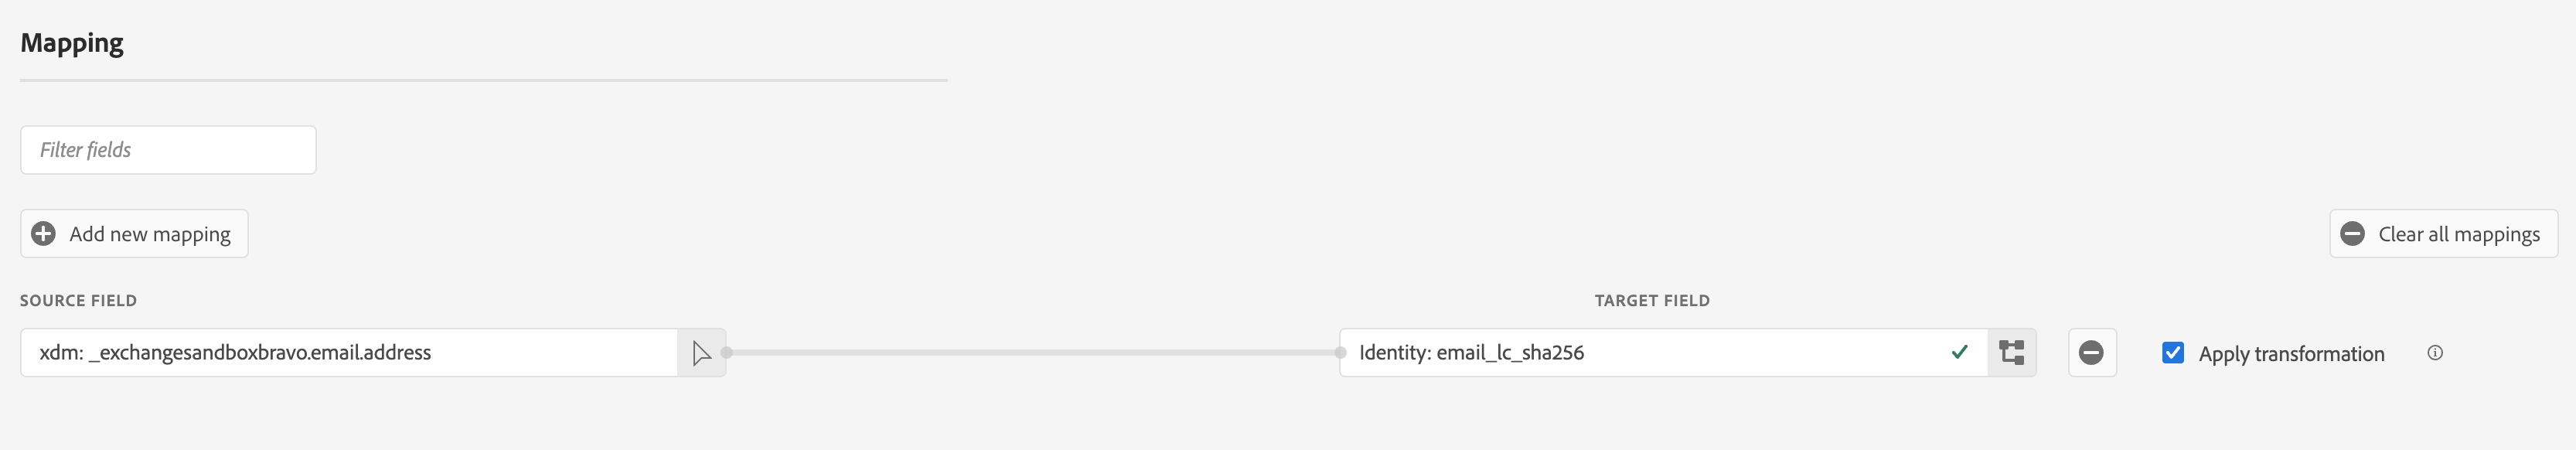 Mapping
Filter fields
Add new mapping
Clear all mappings
SOURCE FIELD
TARGET FIELD
xdm: _exchangesandboxbravo.email.address
Identity: email_lc_sha256
Apply transformation